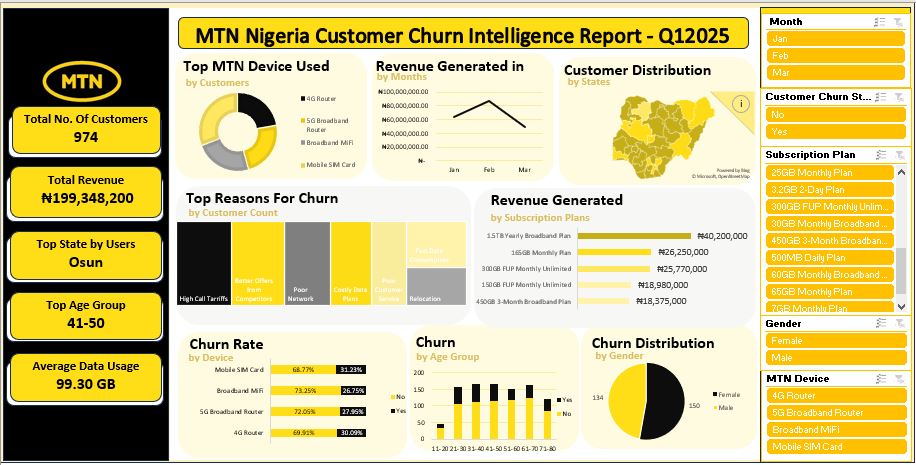 MTN Nigeria Customer Churn Intelligence Report - Q12025
MTN
Total No. Of Customers
974
Total Revenue
₦199,348,200
Top State by Users
Osun
Top Age Group
41-50
Average Data Usage
99.30 GB
Top MTN Device Used
by Customers
4G Router
5G Broadband
Router
Broadband MiFi
Mobile SIM Card
Revenue Generated in
by Months
₦100,000,000.00
₦80,000,000.00
₦60,000,000.00
₦40,000,000.00
₦20,000,000.00
₦-
Jan
Feb
Mar
Customer Distribution
by States
i
Powered by Bing
© Microsoft, OpenStreetMap
Top Reasons For Churn
by Customer Count
High Call Tarriffs
Better Offers
from
Competitors
Poor
Network
Costly Data
Plans
Poor
Customer
Service
Fast Data
Consumption
Relocation
Revenue Generated
by Subscription Plans
1.5TB Yearly Broadband Plan
₦40,200,000
165GB Monthly Plan
₦26,250,000
300GB FUP Monthly Unlimited
₦25,770,000
150GB FUP Monthly Unlimited
₦18,980,000
450GB 3-Month Broadband Plan
₦18,375,000
Churn Rate
by Device
Mobile SIM Card
68.77%
31.23%
Broadband MiFi
73.25%
26.75%
5G Broadband Router
72.05%
27.95%
4G Router
69.91%
30.09%
No
Yes
Churn
by Age Group
200
150
100
50
0
11-20
21-30
31-40
41-50
51-60
61-70
71-80
Yes
No
Churn Distribution
by Gender
134
150
Female
Male
Month
Jan
Feb
Mar
Customer Churn St...
No
Yes
Subscription Plan
25GB Monthly Plan
3.2GB 2-Day Plan
300GB FUP Monthly Unlim...
30GB Monthly Broadband ...
450GB 3-Month Broadban...
500MB Daily Plan
60GB Monthly Broadband ...
65GB Monthly Plan
7GB Monthly Plan
Gender
Female
Male
MTN Device
4G Router
5G Broadband Router
Broadband MiFi
Mobile SIM Card